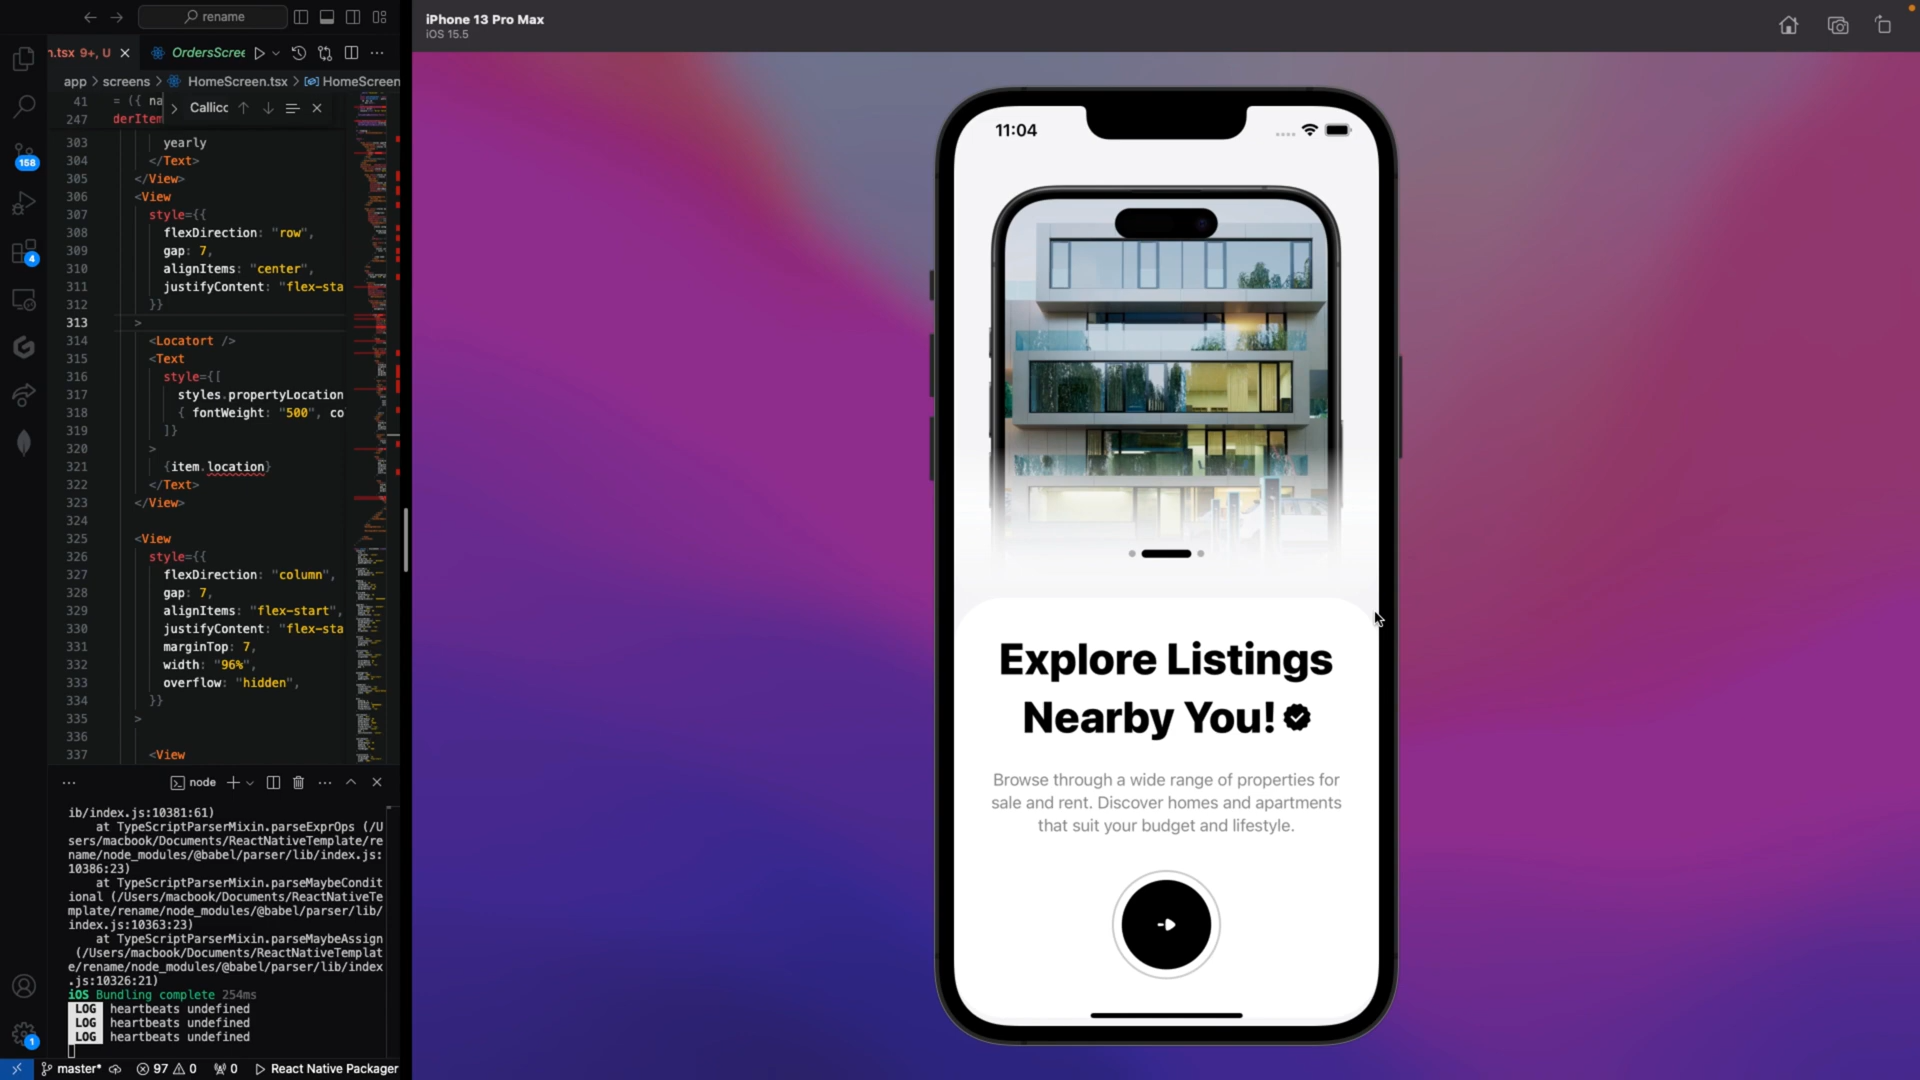 rename
iPhone 13 Pro Max
iOS 15.5
n.tsx 9+, U
OrdersScree
app > screens > HomeScreen.tsx > HomeScreen
41 = ({ na
Callic
247 derItem
303 yearly
304 </Text>
305 </View>
306 <View
307 style={{
308 flexDirection: "row",
309 gap: 7,
310 alignItems: "center",
311 justifyContent: "flex-sta
312 }}
313 >
314 <Locatort />
315 <Text
316 style={[
317 styles.propertyLocation
318 { fontWeight: "500", co
319 ]}
320 >
321 {item.location}
322 </Text>
323 </View>
324
325 <View
326 style={{
327 flexDirection: "column",
328 gap: 7,
329 alignItems: "flex-start",
330 justifyContent: "flex-sta
331 marginTop: 7,
332 width: "96%",
333 overflow: "hidden",
334 }}
335 >
336
337 <View
158
4
1
node
ib/index.js:10381:61)
at TypeScriptParserMixin.parseExprOps (/U
sers/macbook/Documents/ReactNativeTemplate/re
name/node_modules/@babel/parser/lib/index.js:
10386:23)
at TypeScriptParserMixin.parseMaybeCondit
ional (/Users/macbook/Documents/ReactNativeTe
mplate/rename/node_modules/@babel/parser/lib/
index.js:10363:23)
at TypeScriptParserMixin.parseMaybeAssign
(/Users/macbook/Documents/ReactNativeTemplat
e/rename/node_modules/@babel/parser/lib/index
.js:10326:21)
iOS Bundling complete 254ms
LOG heartbeats undefined
LOG heartbeats undefined
LOG heartbeats undefined
master* 97 0 0 React Native Packager
11:04
Explore Listings
Nearby You!
Browse through a wide range of properties for
sale and rent. Discover homes and apartments
that suit your budget and lifestyle.